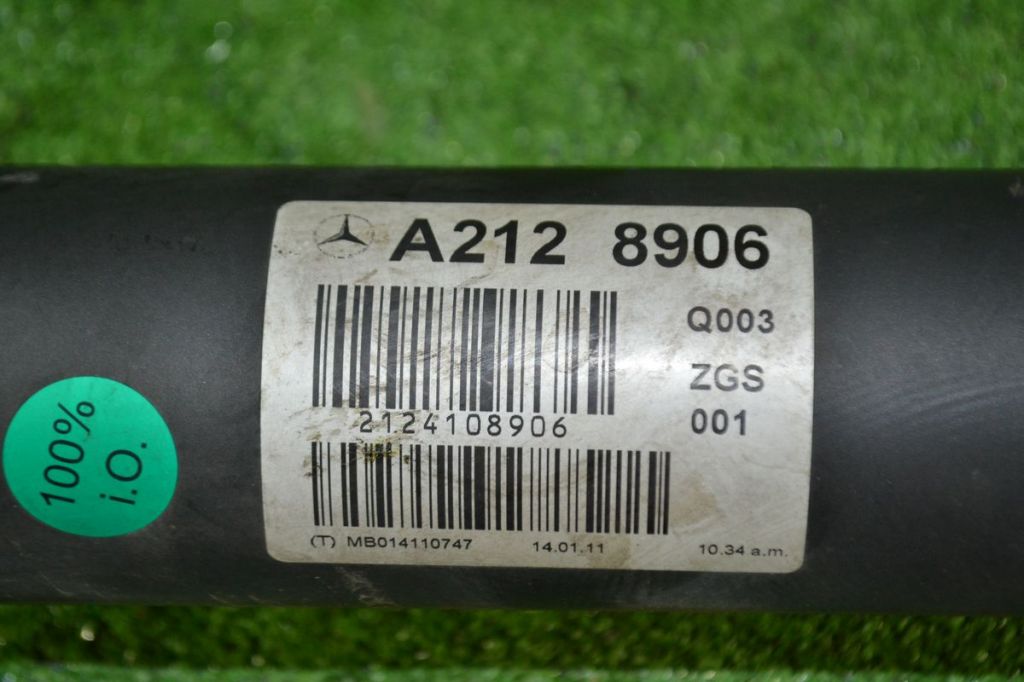 A212 8906
Q003
ZGS
001
2124108906
(T) MB014110747 14.01.11 10.34 a.m.
100%
i.O.